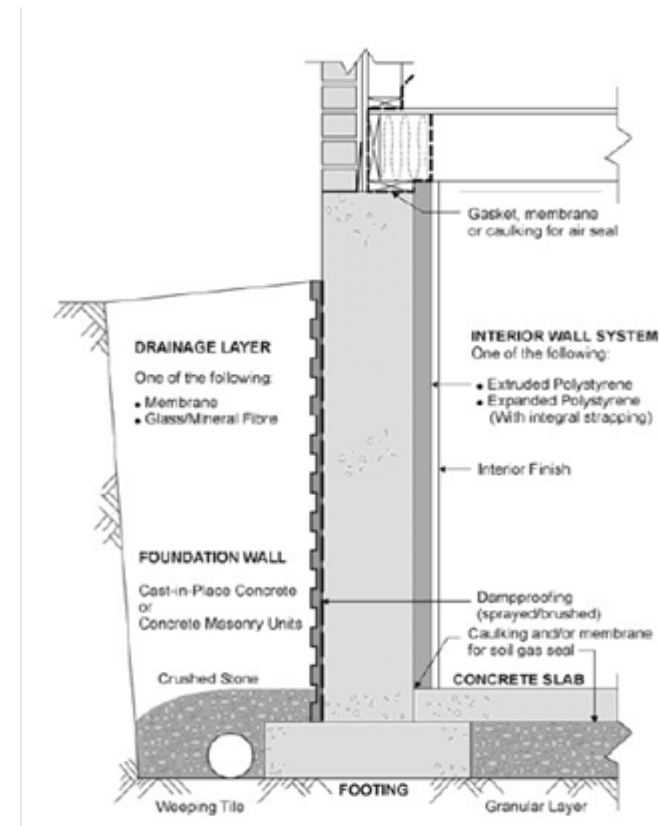 Gasket, membrane
or caulking for air seal
DRAINAGE LAYER
One of the following:
• Membrane
• Glass/Mineral Fibre
INTERIOR WALL SYSTEM
One of the following:
• Extruded Polystyrene
• Expanded Polystyrene
(With integral strapping)
Interior Finish
FOUNDATION WALL
Cast-in-Place Concrete
or
Concrete Masonry Units
Dampproofing
(sprayed/brushed)
Caulking and/or membrane
for soil gas seal
Crushed Stone
CONCRETE SLAB
FOOTING
Weeping Tile
Granular Layer